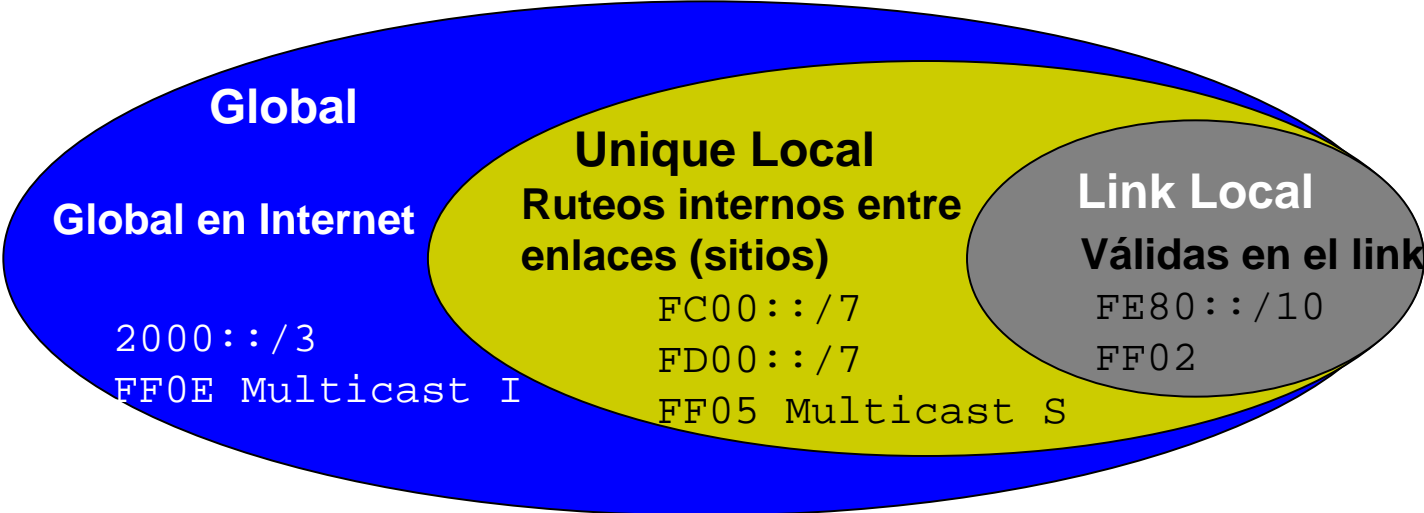 Global
Global en Internet
2000::/3
FF0E Multicast I
Unique Local
Ruteos internos entre
enlaces (sitios)
FC00::/7
FD00::/7
FF05 Multicast S
Link Local
Válidas en el link
FE80::/10
FF02